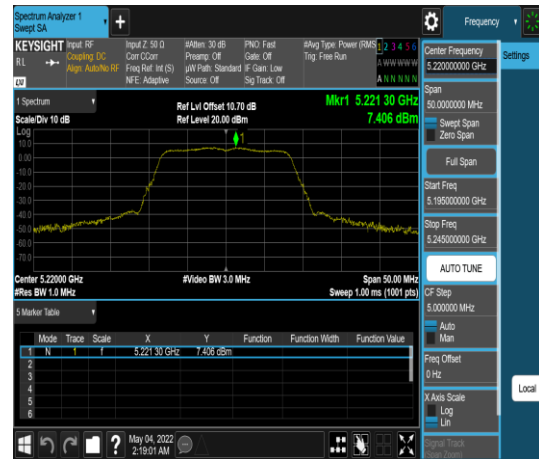 Spectrum Analyzer 1
Swept SA
+
Frequency
KEYSIGHT
RL
Input: RF
Coupling: DC
Align: Auto/No RF
Input Z: 50 Ω
Corr CCorr
Freq Ref: Int (S)
NFE: Adaptive
#Atten: 30 dB
Preamp: Off
µW Path: Standard
Source: Off
PNO: Fast
Gate: Off
IF Gain: Low
Sig Track: Off
#Avg Type: Power (RMS)
Trig: Free Run
1 2 3 4 5 6
A WWWWW
A N N N N N
LXI
1 Spectrum
Scale/Div 10 dB
Ref Lvl Offset 10.70 dB
Ref Level 20.00 dBm
Mkr1 5.221 30 GHz
7.406 dBm
Log
10.0
0.00
-10.0
-20.0
-30.0
-40.0
-50.0
-60.0
-70.0
1
Center 5.22000 GHz
#Res BW 1.0 MHz
#Video BW 3.0 MHz
Span 50.00 MHz
Sweep 1.00 ms (1001 pts)
5 Marker Table
Mode Trace Scale X Y Function Function Width Function Value
1 N 1 f 5.221 30 GHz 7.406 dBm
2
3
4
5
6
May 04, 2022
2:19:01 AM
?
Center Frequency
5.220000000 GHz
Settings
Span
50.0000000 MHz
Swept Span
Zero Span
Full Span
Start Freq
5.195000000 GHz
Stop Freq
5.245000000 GHz
AUTO TUNE
CF Step
5.000000 MHz
Auto
Man
Freq Offset
0 Hz
X Axis Scale
Log
Lin
Local
Signal Track
(Span Zoom)